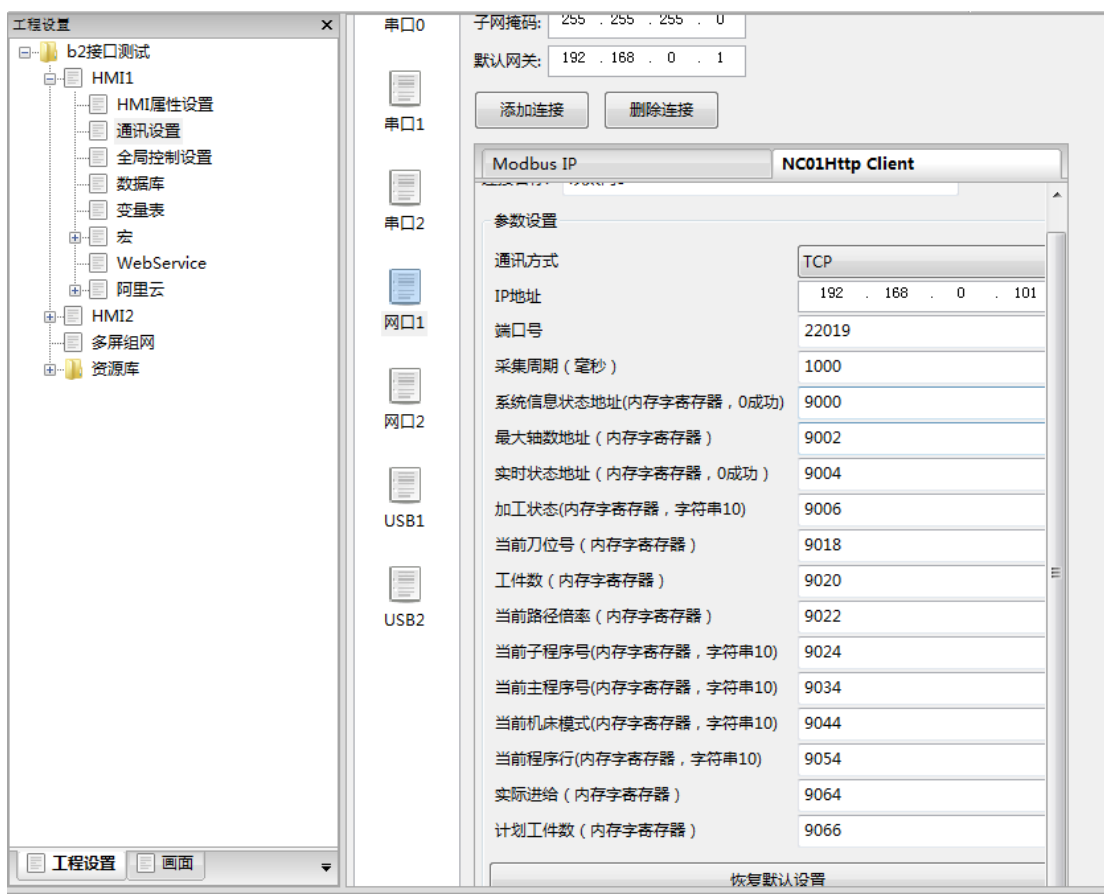 工程设置
b2接口测试
HMI1
HMI属性设置
通讯设置
全局控制设置
数据库
变量表
宏
WebService
阿里云
HMI2
多屏组网
资源库
工程设置
画面
串口0
串口1
串口2
网口1
网口2
USB1
USB2
子网掩码: 255 . 255 . 255 . 0
默认网关: 192 . 168 . 0 . 1
添加连接 删除连接
Modbus IP NC01Http Client
参数设置
通讯方式 TCP
IP地址 192 . 168 . 0 . 101
端口号 22019
采集周期（毫秒） 1000
系统信息状态地址(内存字寄存器，0成功) 9000
最大轴数地址（内存字寄存器） 9002
实时状态地址（内存字寄存器，0成功） 9004
加工状态(内存字寄存器，字符串10) 9006
当前刀位号（内存字寄存器） 9018
工件数（内存字寄存器） 9020
当前路径倍率（内存字寄存器） 9022
当前子程序号(内存字寄存器，字符串10) 9024
当前主程序号(内存字寄存器，字符串10) 9034
当前机床模式(内存字寄存器，字符串10) 9044
当前程序行(内存字寄存器，字符串10) 9054
实际进给（内存字寄存器） 9064
计划工件数（内存字寄存器） 9066
恢复默认设置